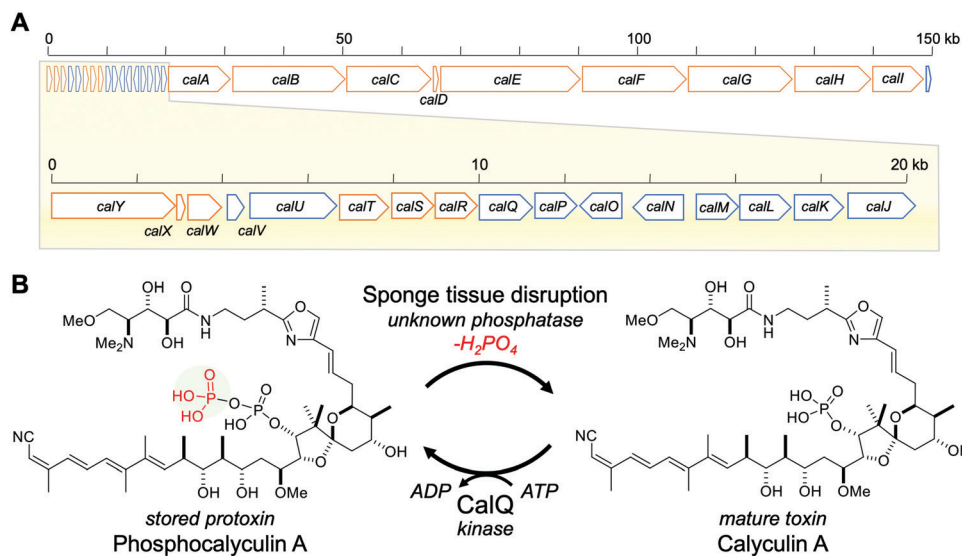 A
0 50 100 150 kb
calA calB calC calE calF calG calH calI
calD
0 10 20 kb
calY calU calT calS calR calQ calP calO calN calM calL calK calJ
calX calW calV
B
Sponge tissue disruption
unknown phosphatase
-H2PO4
OH O
MeO
N
H
O
N
Me2N OH
O O
HO P O P
HO HO O
O
O
OH
NC
OH OH OMe
ADP ATP
CalQ
kinase
stored protoxin
Phosphocalyculin A
OH O
MeO
N
H
O
N
Me2N OH
O
HO P
HO O
O
O
OH
NC
OH OH OMe
mature toxin
Calyculin A